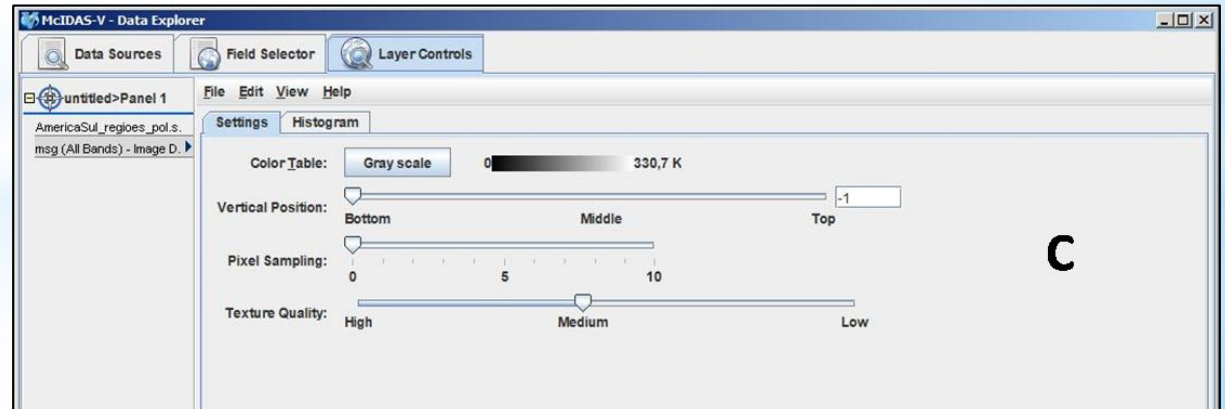 McIDAS-V - Data Explorer
Data Sources Field Selector Layer Controls
untitled>Panel 1
AmericaSul_regioes_pol.s.
msg (All Bands) - Image D.
File Edit View Help
Settings Histogram
Color Table: Gray scale 0 330,7 K
Vertical Position: -1
Bottom Middle Top
Pixel Sampling:
0 5 10
Texture Quality:
High Medium Low
C